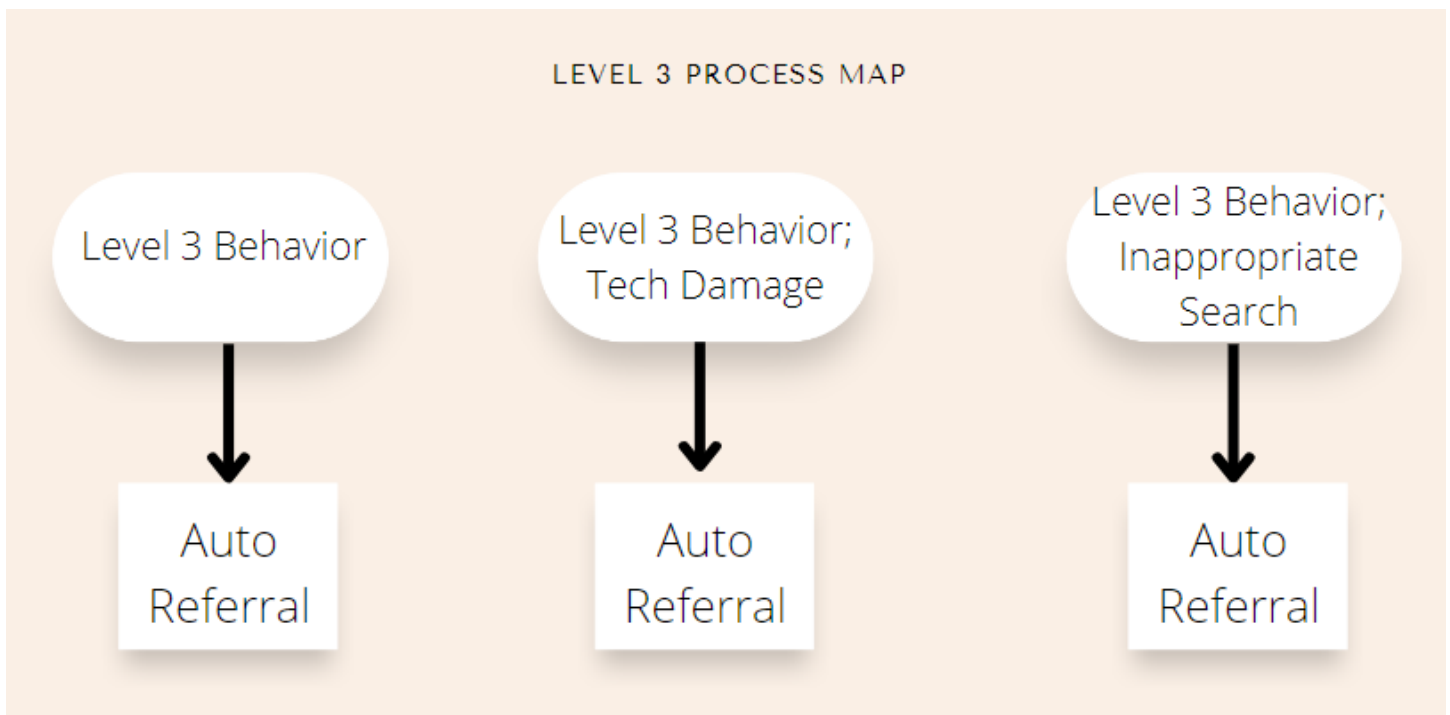 LEVEL 3 PROCESS MAP
Level 3 Behavior
Level 3 Behavior;
Tech Damage
Level 3 Behavior;
Inappropriate
Search
Auto
Referral
Auto
Referral
Auto
Referral